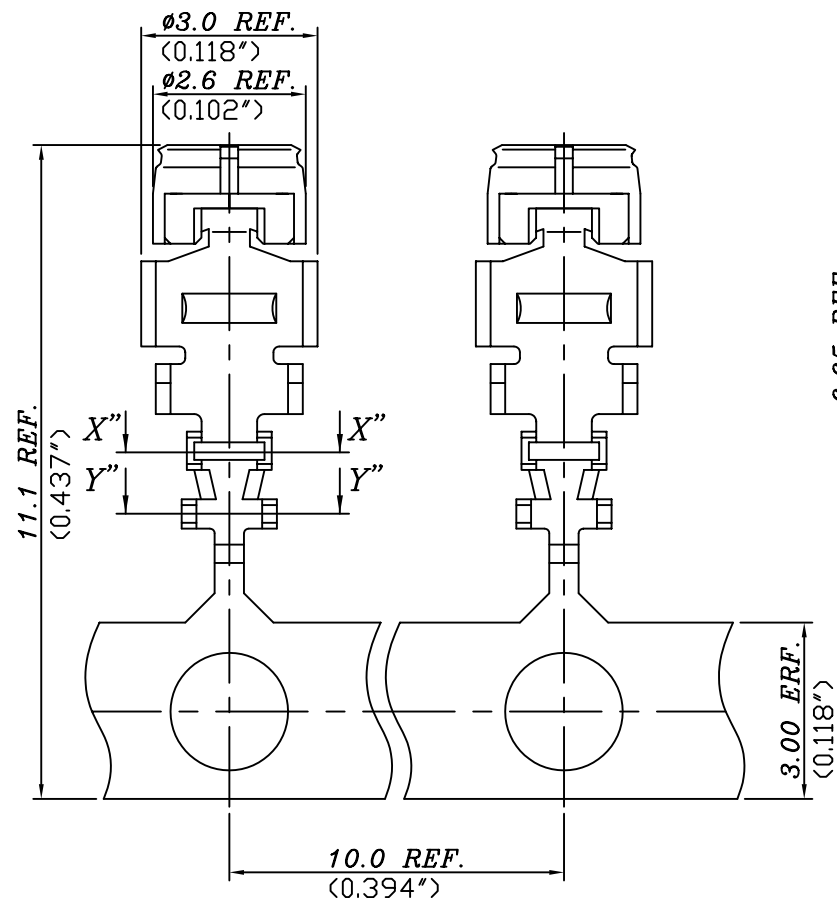 ø3.0 REF.
(0.118")
ø2.6 REF.
(0.102")
11.1 REF.
(0.437")
X" X"
Y" Y"
3.00 ERF.
(0.118")
10.0 REF.
(0.394")